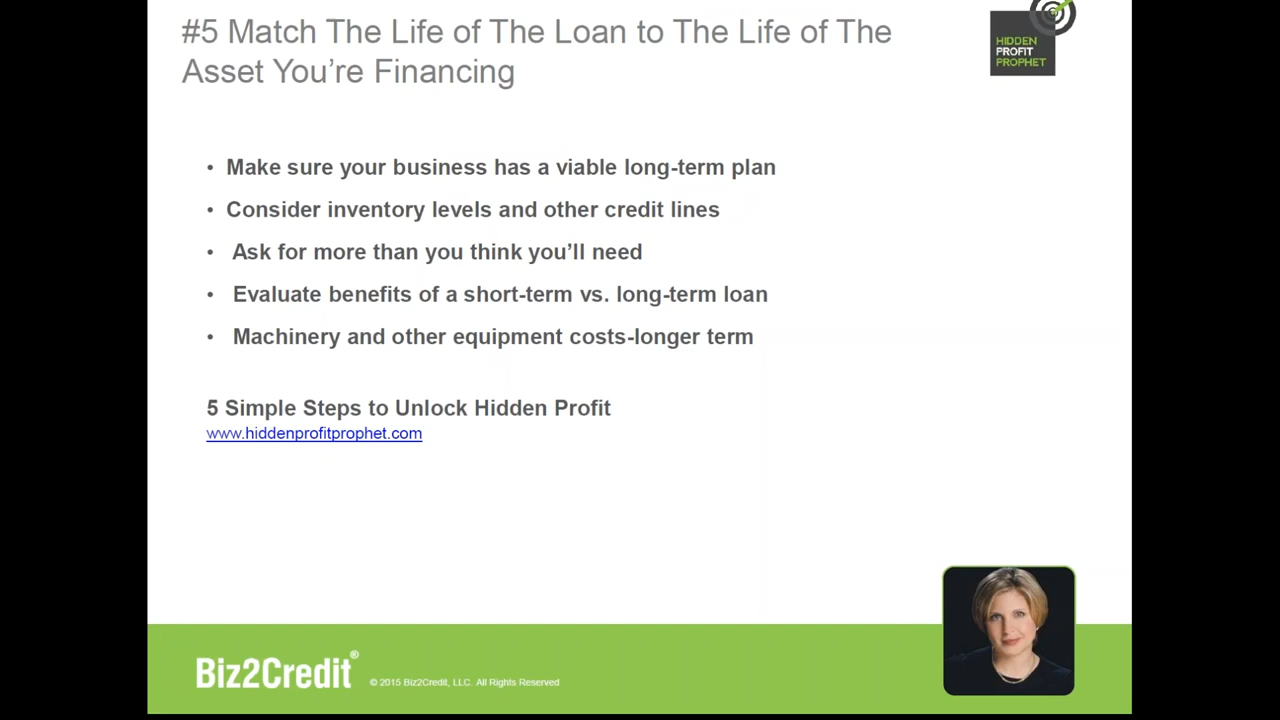 #5 Match The Life of The Loan to The Life of The
Asset You’re Financing
HIDDEN
PROFIT
PROPHET
• Make sure your business has a viable long-term plan
• Consider inventory levels and other credit lines
• Ask for more than you think you’ll need
• Evaluate benefits of a short-term vs. long-term loan
• Machinery and other equipment costs-longer term
5 Simple Steps to Unlock Hidden Profit
www.hiddenprofitprophet.com
Biz2Credit® © 2015 Biz2Credit, LLC. All Rights Reserved